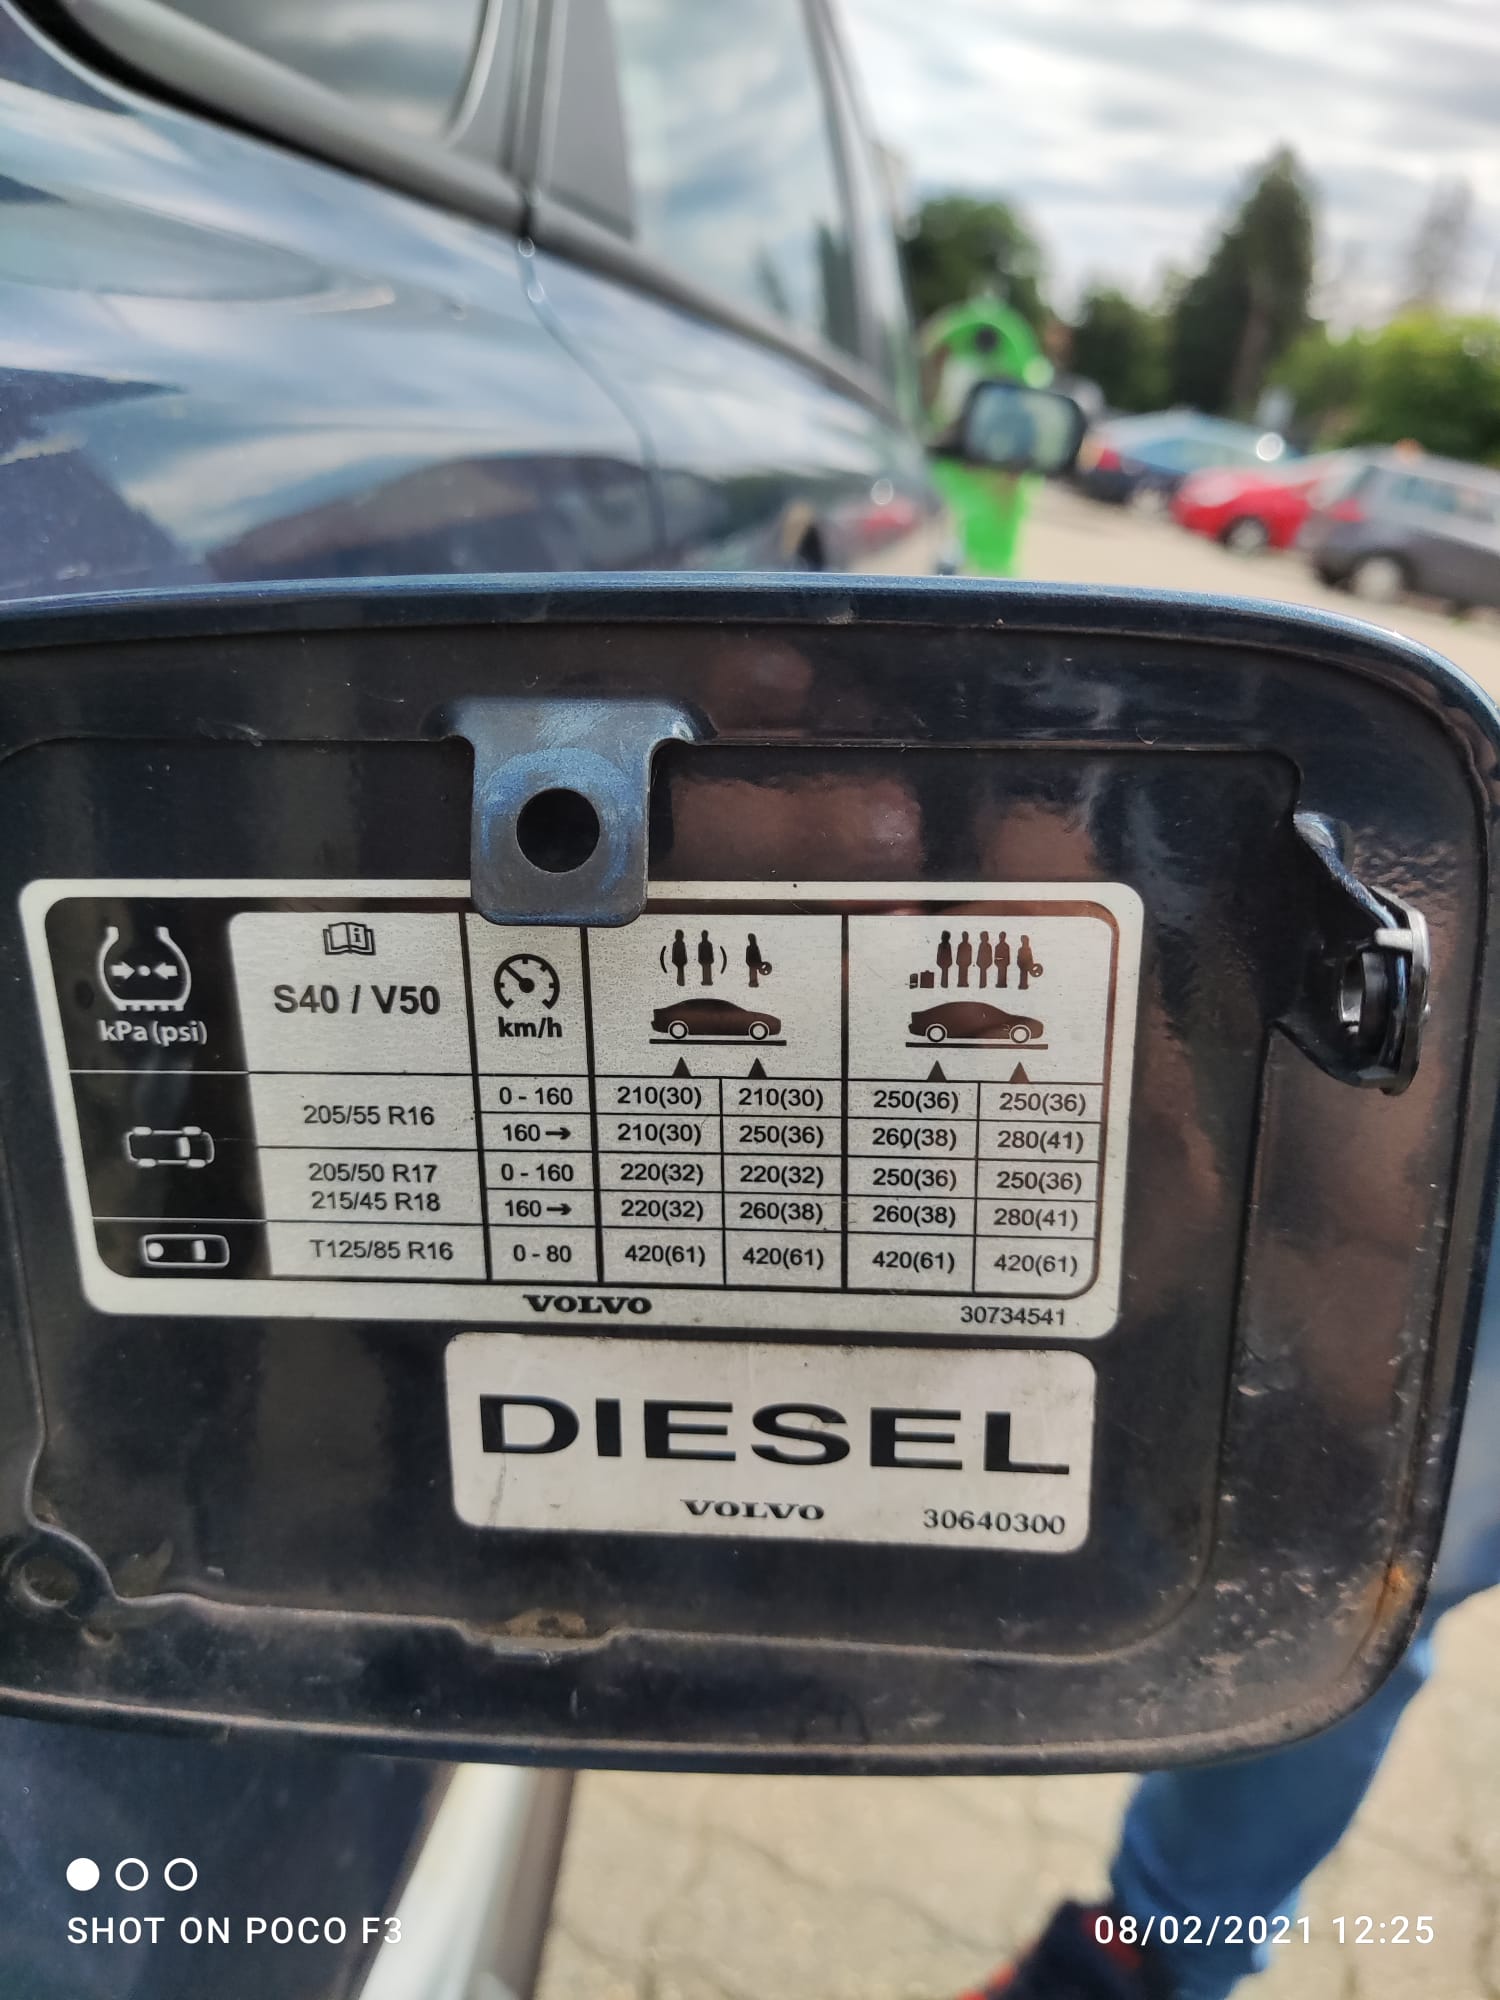 kPa(psi)
S40 / V50
km/h
205/55 R16
0 - 160
210(30) 210(30) 250(36) 250(36)
160→
210(30) 250(36) 260(38) 280(41)
205/50 R17
215/45 R18
0 - 160
220(32) 220(32) 250(36) 250(36)
160→
220(32) 260(38) 260(38) 280(41)
T125/85 R16 0 - 80 420(61) 420(61) 420(61) 420(61)
VOLVO 30734541
DIESEL
VOLVO 30640300
SHOT ON POCO F3 08/02/2021 12:25